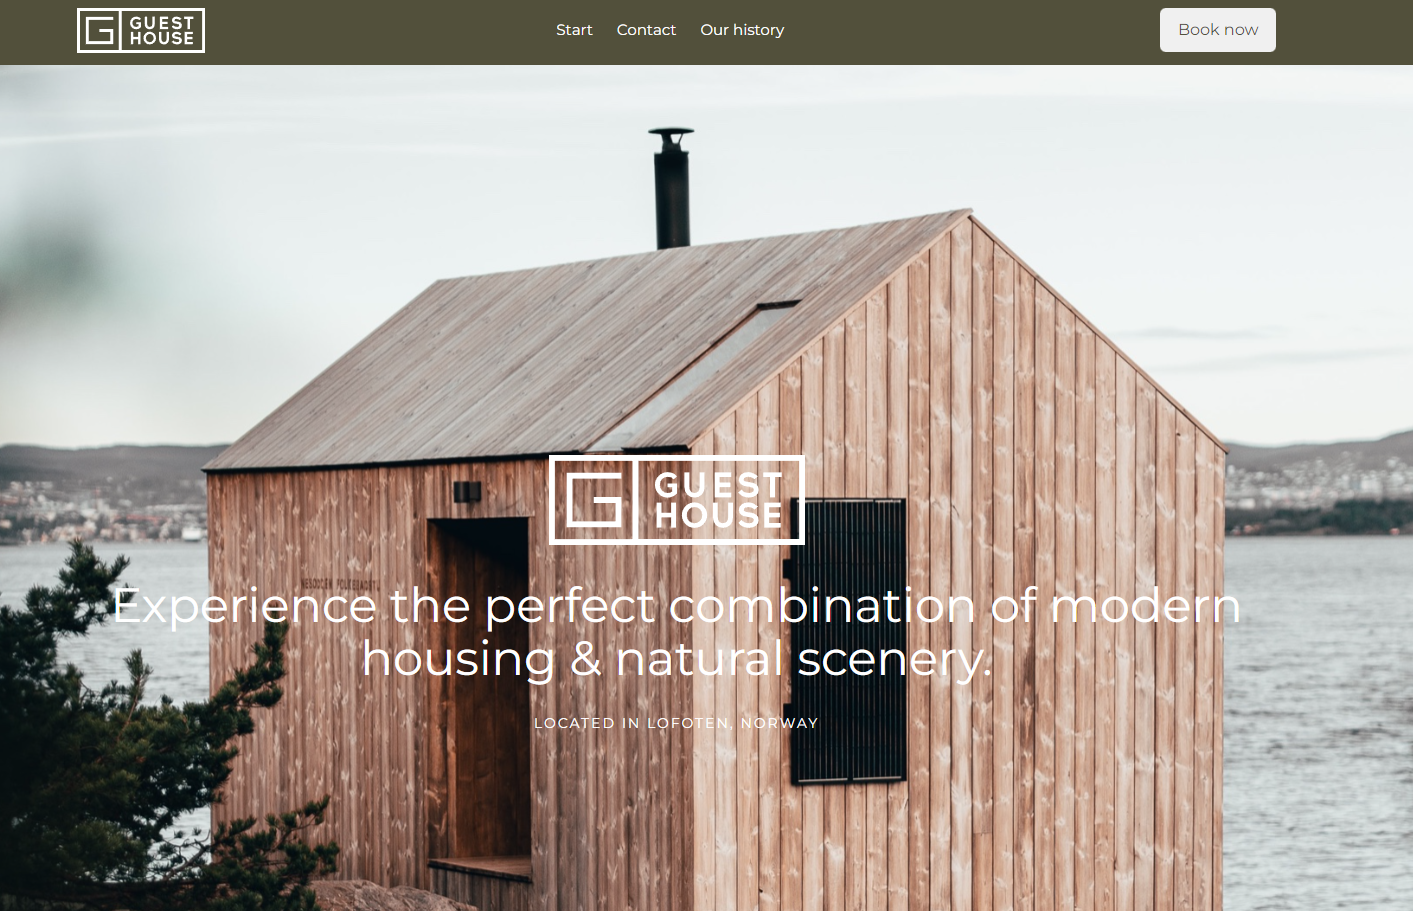 GUEST
HOUSE
Start Contact Our history
Book now
GUEST
HOUSE
Experience the perfect combination of modern
housing & natural scenery.
LOCATED IN LOFOTEN, NORWAY